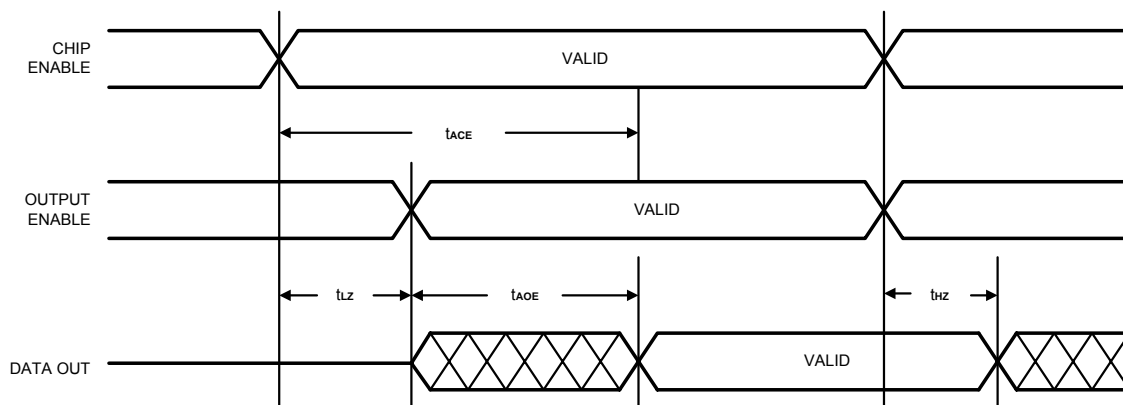 CHIP
ENABLE
VALID
tACE
OUTPUT
ENABLE
VALID
tLZ
tAOE
tHZ
DATA OUT
VALID